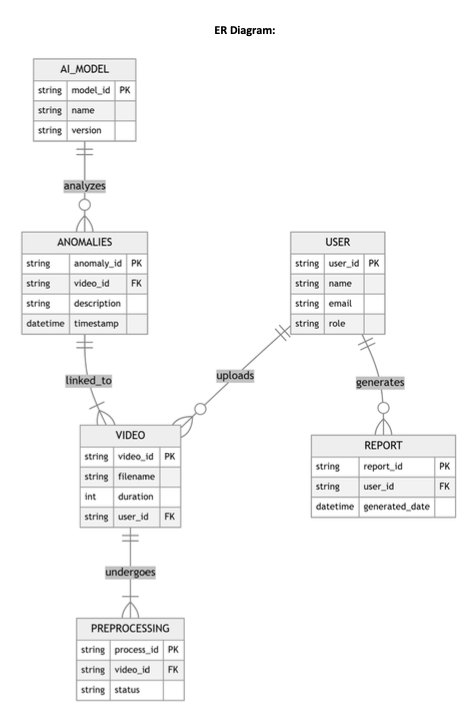 ER Diagram:
AI_MODEL
string model_id PK
string name
string version
analyzes
ANOMALIES
string anomaly_id PK
string video_id FK
string description
datetime timestamp
USER
string user_id PK
string name
string email
string role
linked_to
uploads
generates
VIDEO
string video_id PK
string filename
int duration
string user_id FK
REPORT
string report_id PK
string user_id FK
datetime generated_date
undergoes
PREPROCESSING
string process_id PK
string video_id FK
string status